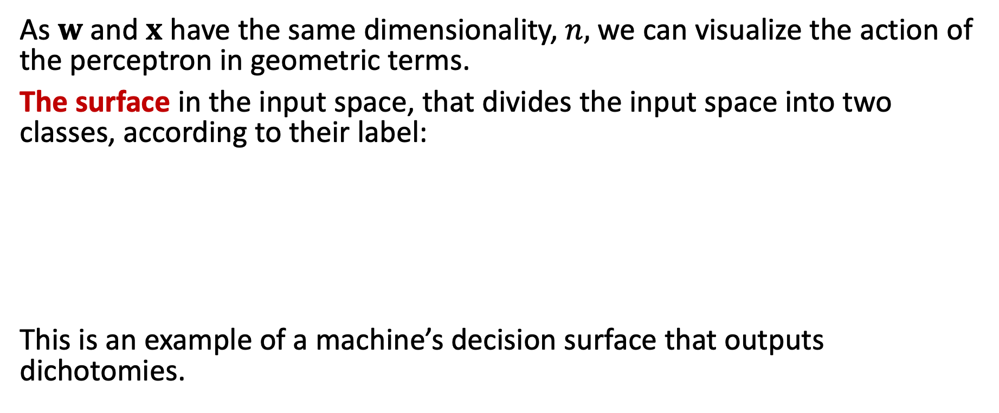 As w and x have the same dimensionality, n, we can visualize the action of
the perceptron in geometric terms.
The surface in the input space, that divides the input space into two
classes, according to their label:
This is an example of a machine’s decision surface that outputs
dichotomies.